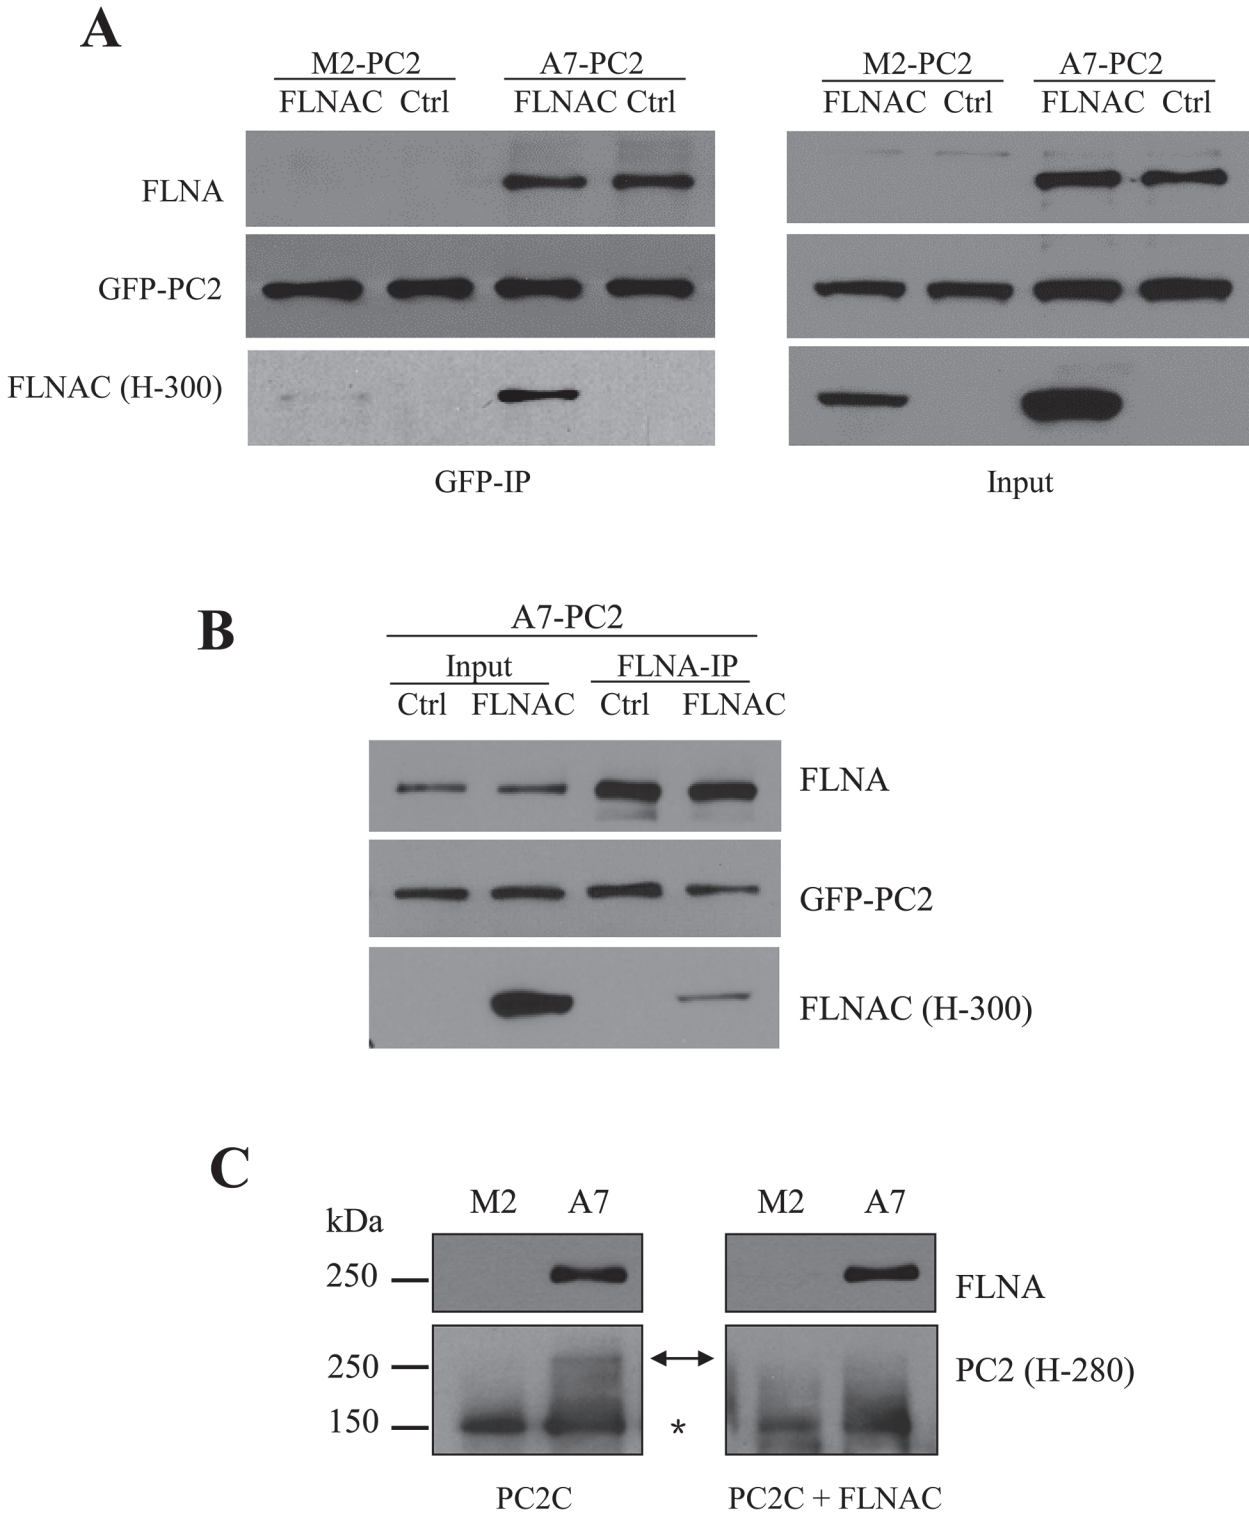 A
M2-PC2 A7-PC2 M2-PC2 A7-PC2
FLNAC Ctrl FLNAC Ctrl FLNAC Ctrl FLNAC Ctrl
FLNA
GFP-PC2
FLNAC (H-300)
GFP-IP Input
B
A7-PC2
Input FLNA-IP
Ctrl FLNAC Ctrl FLNAC
FLNA
GFP-PC2
FLNAC (H-300)
C
M2 A7 M2 A7
kDa
250
FLNA
250
PC2 (H-280)
150 *
PC2C PC2C + FLNAC